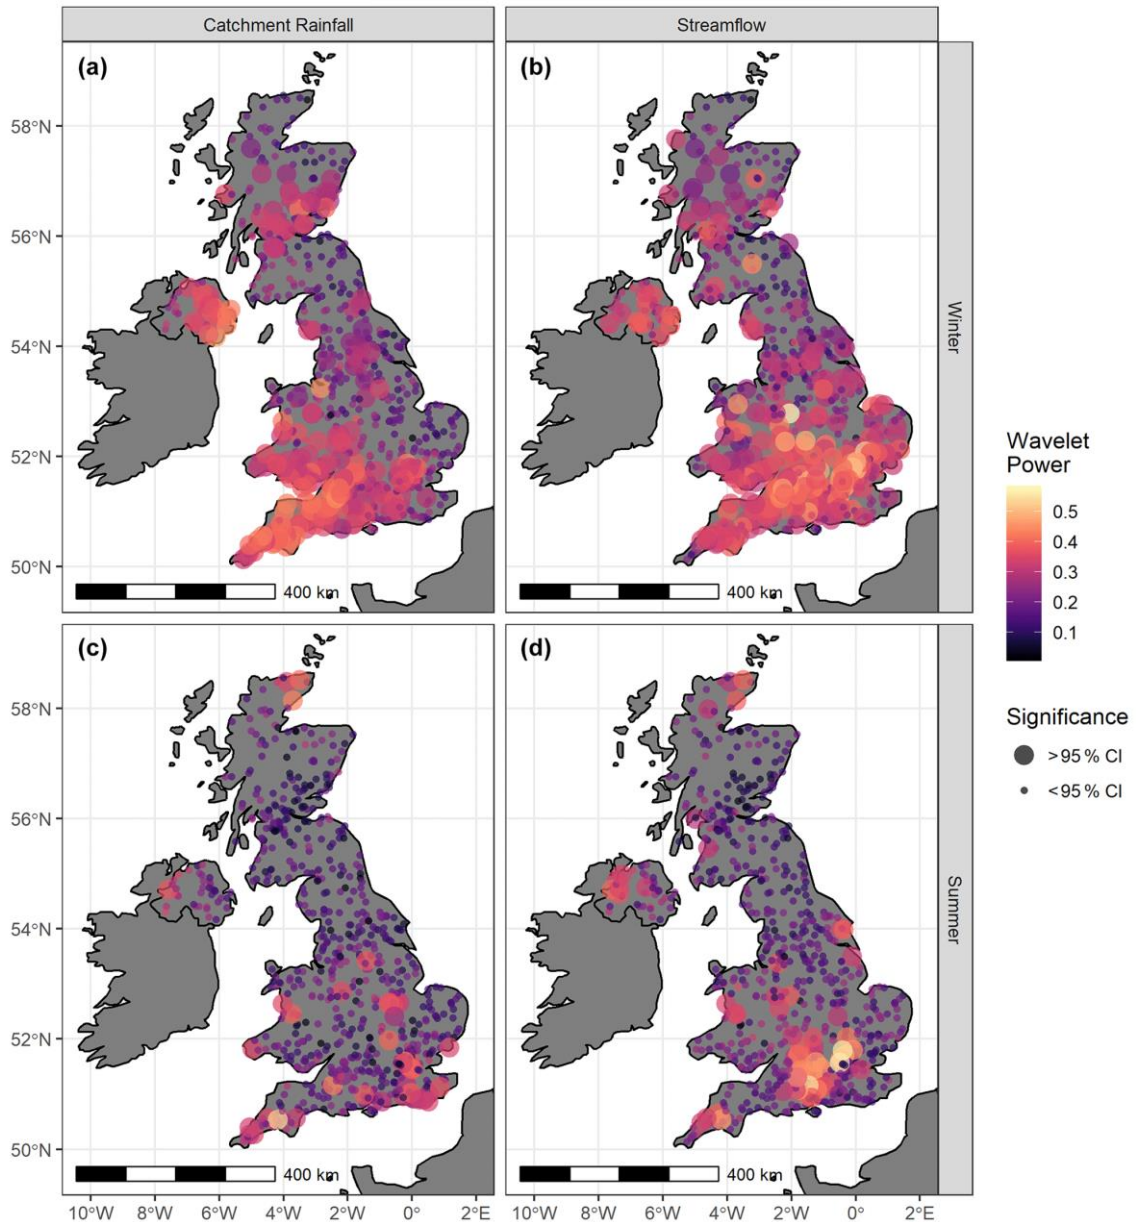 Catchment Rainfall
Streamflow
(a)
(b)
58°N
56°N
54°N
52°N
50°N
400 km
400 km
Winter
(c)
(d)
58°N
56°N
54°N
52°N
50°N
400 km
400 km
Summer
10°W 8°W 6°W 4°W 2°W 0° 2°E
10°W 8°W 6°W 4°W 2°W 0° 2°E
Wavelet
Power
0.5
0.4
0.3
0.2
0.1
Significance
>95 % CI
<95 % CI